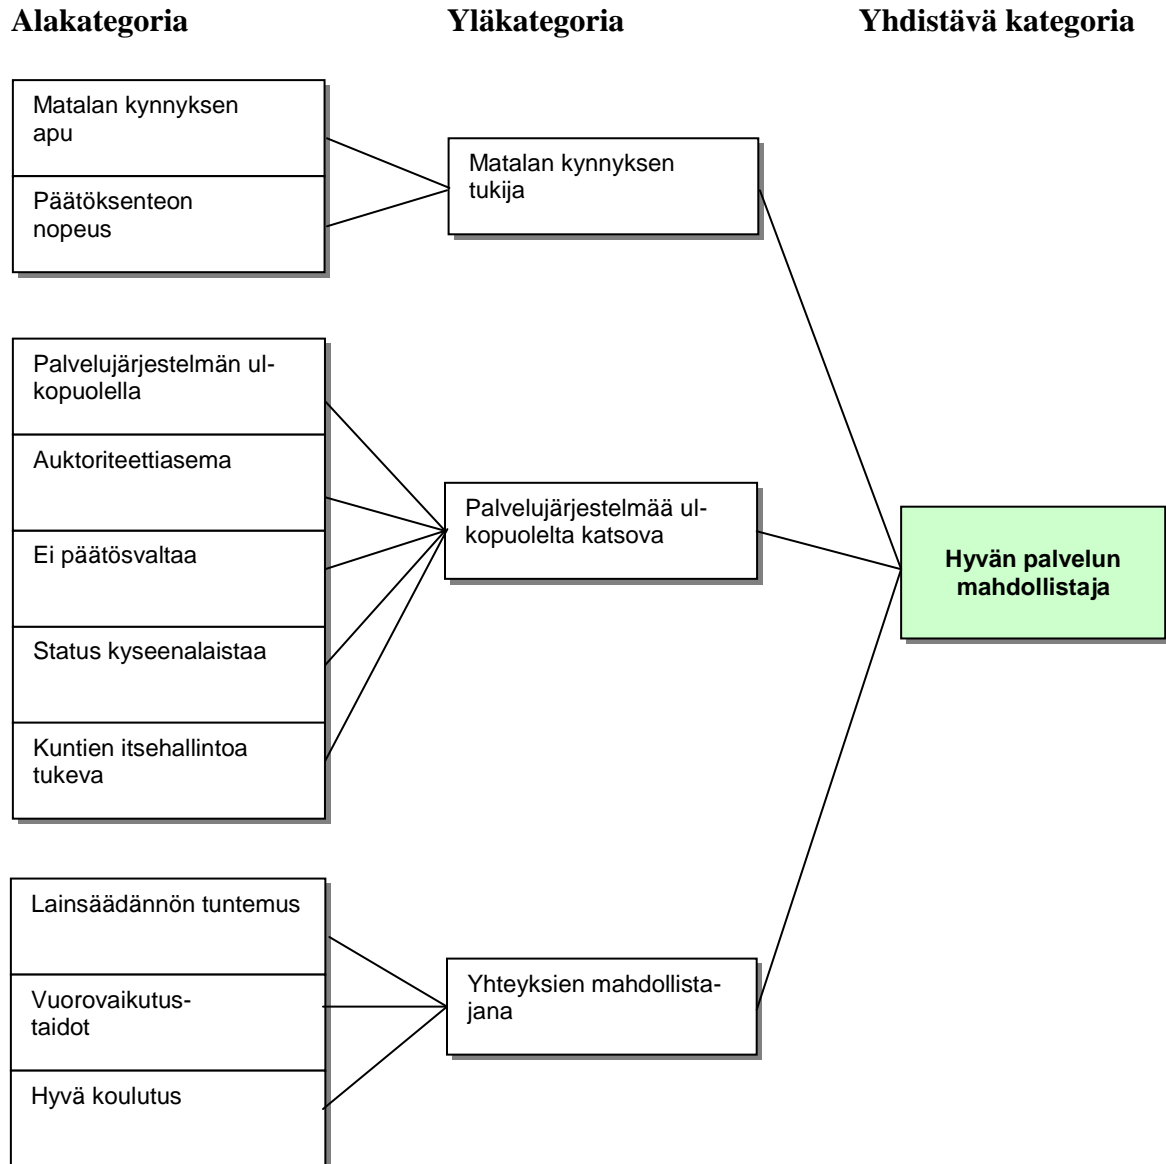 Alakategoria
Yläkategoria
Yhdistävä kategoria
Matalan kynnyksen
apu
Päätöksenteon
nopeus
Matalan kynnyksen
tukija
Palvelujärjestelmän ul-
kopuolella
Auktoriteettiasema
Ei päätösvaltaa
Status kyseenalaistaa
Kuntien itsehallintoa
tukeva
Palvelujärjestelmää ul-
kopuolelta katsova
Hyvän palvelun
mahdollistaja
Lainsäädännön tuntemus
Vuorovaikutus-
taidot
Hyvä koulutus
Yhteyksien mahdollista-
jana